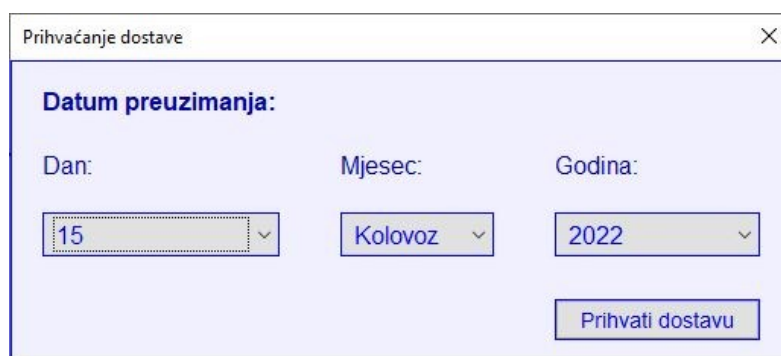 Prihvaćanje dostave
Datum preuzimanja:
Dan: Mjesec: Godina:
15 Kolovoz 2022
Prihvati dostavu